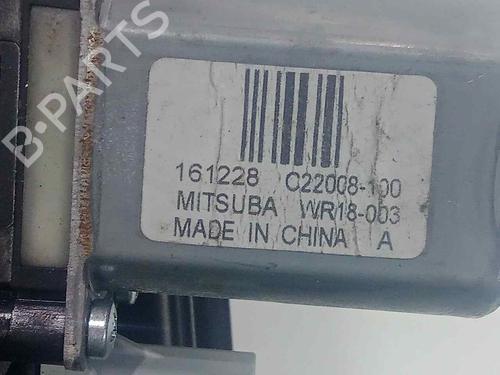 B-PARTS
161228 C22008-100
MITSUBA WR18-003
MADE IN CHINA A